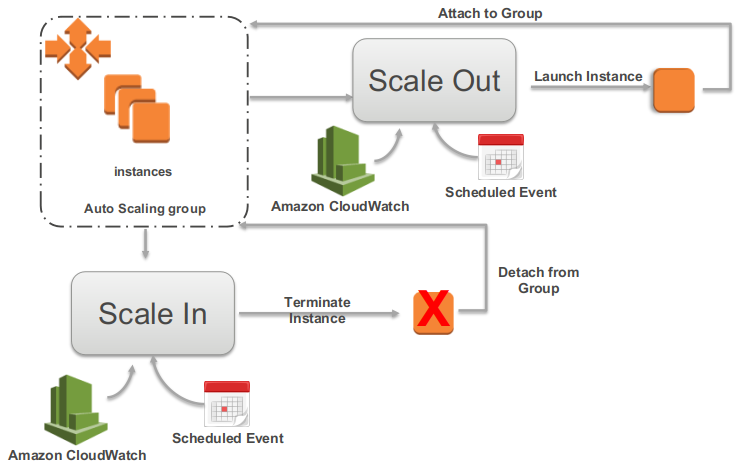 Attach to Group
Scale Out
Launch Instance
instances
Auto Scaling group
Amazon CloudWatch
Scheduled Event
Scale In
Terminate
Instance
X
Detach from
Group
Amazon CloudWatch
Scheduled Event